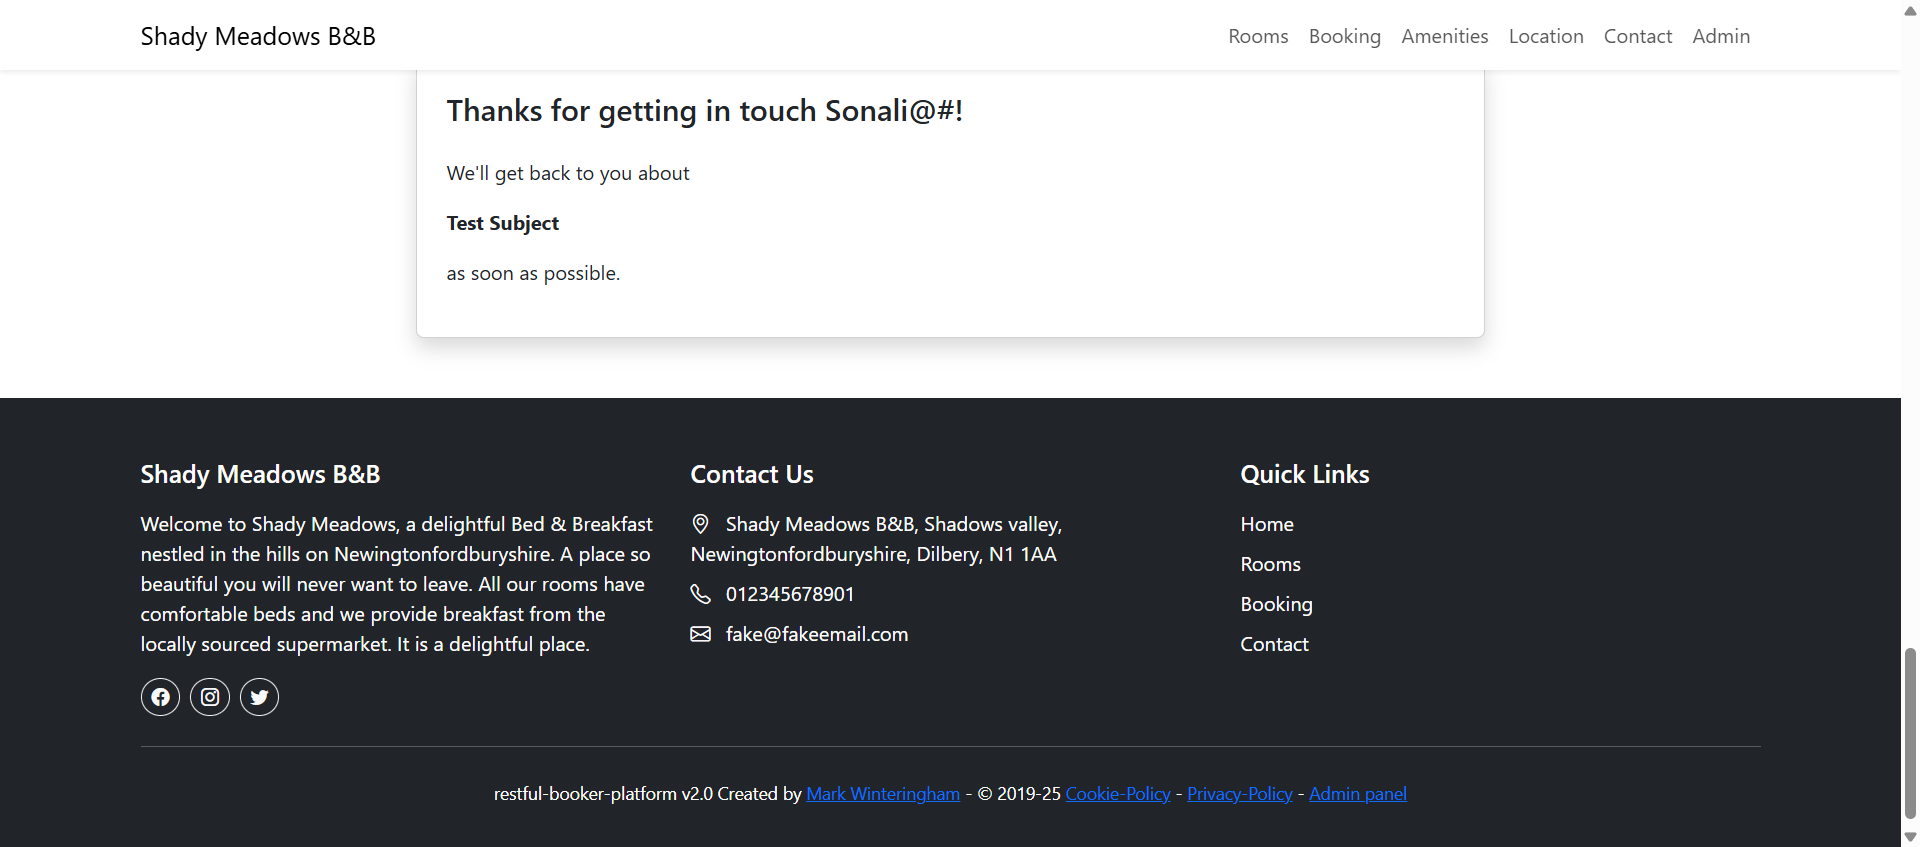 Shady Meadows B&B
Rooms Booking Amenities Location Contact Admin
Thanks for getting in touch Sonali@#!
We'll get back to you about
Test Subject
as soon as possible.
Shady Meadows B&B
Welcome to Shady Meadows, a delightful Bed & Breakfast
nestled in the hills on Newingtonfordburyshire. A place so
beautiful you will never want to leave. All our rooms have
comfortable beds and we provide breakfast from the
locally sourced supermarket. It is a delightful place.
Contact Us
Shady Meadows B&B, Shadows valley,
Newingtonfordburyshire, Dilbery, N1 1AA
012345678901
fake@fakeemail.com
Quick Links
Home
Rooms
Booking
Contact
restful-booker-platform v2.0 Created by Mark Winteringham - © 2019-25 Cookie-Policy - Privacy-Policy - Admin panel